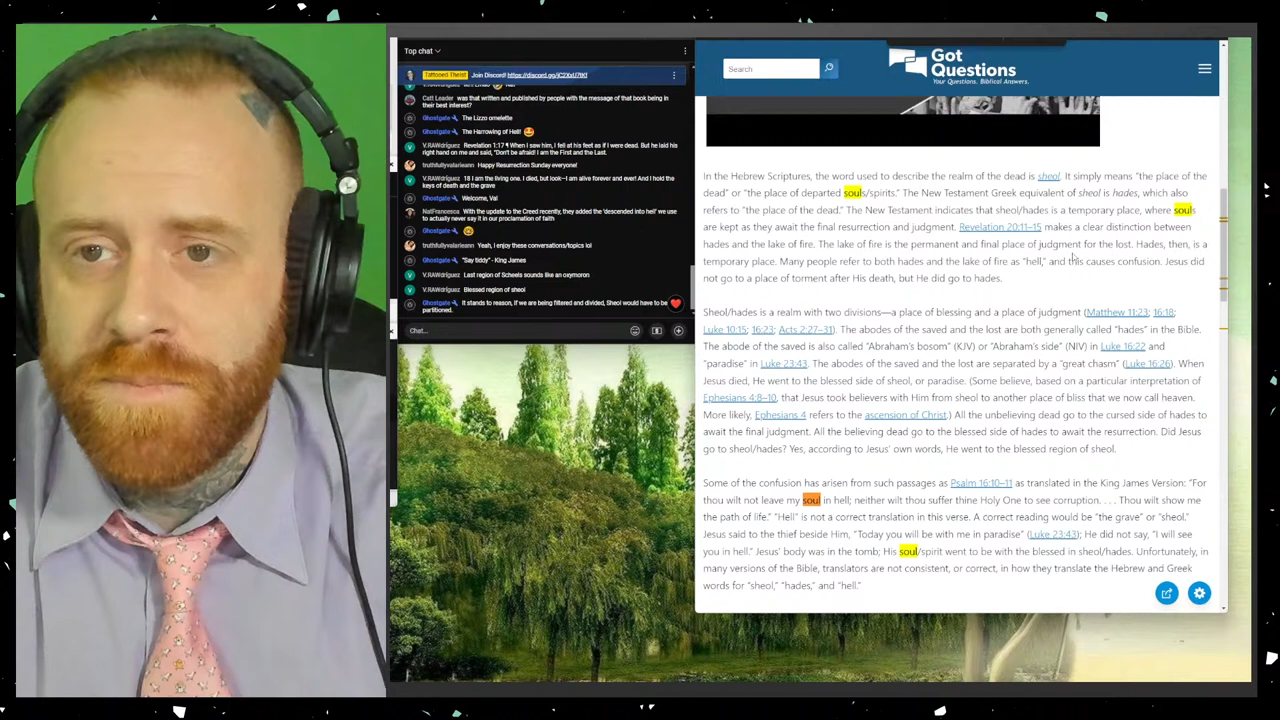 Top chat
Tattooed Theist Join Discord!
Catt Leader was that written and published by people with the message of that book being in
their best interest?
Ghostgate The Lizzo omelette
Ghostgate The Harrowing of Hell!
V.RAWdríguez Revelation 1:17 ¶ When I saw him, I fell at his feet as if I were dead. But he laid his
right hand on me and said, "Don't be afraid! I am the First and the Last.
truthfullyvalarieann Happy Resurrection Sunday everyone!
V.RAWdríguez 18 I am the living one. I died, but look—I am alive forever and ever! And I hold the
keys of death and the grave
Ghostgate Welcome, Val
NatFrancesca With the update to the Creed recently, they added the 'descended into hell' we use
to actually never say it in our proclamation of faith
Ghostgate
truthfullyvalarieann Yeah, I enjoy these conversations/topics lol
Ghostgate "Say tiddy" - King James
V.RAWdríguez Last region of Scheels sounds like an oxymoron
V.RAWdríguez Blessed region of sheol
Ghostgate It stands to reason, if we are being filtered and divided, Sheol would have to be
partitioned.
Chat...
Search
Got
Questions
Your Questions. Biblical Answers.
In the Hebrew Scriptures, the word used to describe the realm of the dead is sheol. It simply means "the place of the
dead" or "the place of departed souls/spirits." The New Testament Greek equivalent of sheol is hades, which also
refers to "the place of the dead." The New Testament indicates that sheol/hades is a temporary place, where souls
are kept as they await the final resurrection and judgment. Revelation 20:11–15 makes a clear distinction between
hades and the lake of fire. The lake of fire is the permanent and final place of judgment for the lost. Hades, then, is a
temporary place. Many people refer to both hades and the lake of fire as "hell," and this causes confusion. Jesus did
not go to a place of torment after His death, but He did go to hades.
Sheol/hades is a realm with two divisions—a place of blessing and a place of judgment (Matthew 11:23; 16:18;
Luke 10:15; 16:23; Acts 2:27–31). The abodes of the saved and the lost are both generally called "hades" in the Bible.
The abode of the saved is also called "Abraham's bosom" (KJV) or "Abraham's side" (NIV) in Luke 16:22 and
"paradise" in Luke 23:43. The abodes of the saved and the lost are separated by a "great chasm" (Luke 16:26). When
Jesus died, He went to the blessed side of sheol, or paradise. (Some believe, based on a particular interpretation of
Ephesians 4:8–10, that Jesus took believers with Him from sheol to another place of bliss that we now call heaven.
More likely, Ephesians 4 refers to the ascension of Christ.) All the unbelieving dead go to the cursed side of hades to
await the final judgment. All the believing dead go to the blessed side of hades to await the resurrection. Did Jesus
go to sheol/hades? Yes, according to Jesus' own words, He went to the blessed region of sheol.
Some of the confusion has arisen from such passages as Psalm 16:10–11 as translated in the King James Version: "For
thou wilt not leave my soul in hell; neither wilt thou suffer thine Holy One to see corruption. . . . Thou wilt show me
the path of life." "Hell" is not a correct translation in this verse. A correct reading would be "the grave" or "sheol."
Jesus said to the thief beside Him, "Today you will be with me in paradise" (Luke 23:43); He did not say, "I will see
you in hell." Jesus' body was in the tomb; His soul/spirit went to be with the blessed in sheol/hades. Unfortunately, in
many versions of the Bible, translators are not consistent, or correct, in how they translate the Hebrew and Greek
words for "sheol," "hades," and "hell."